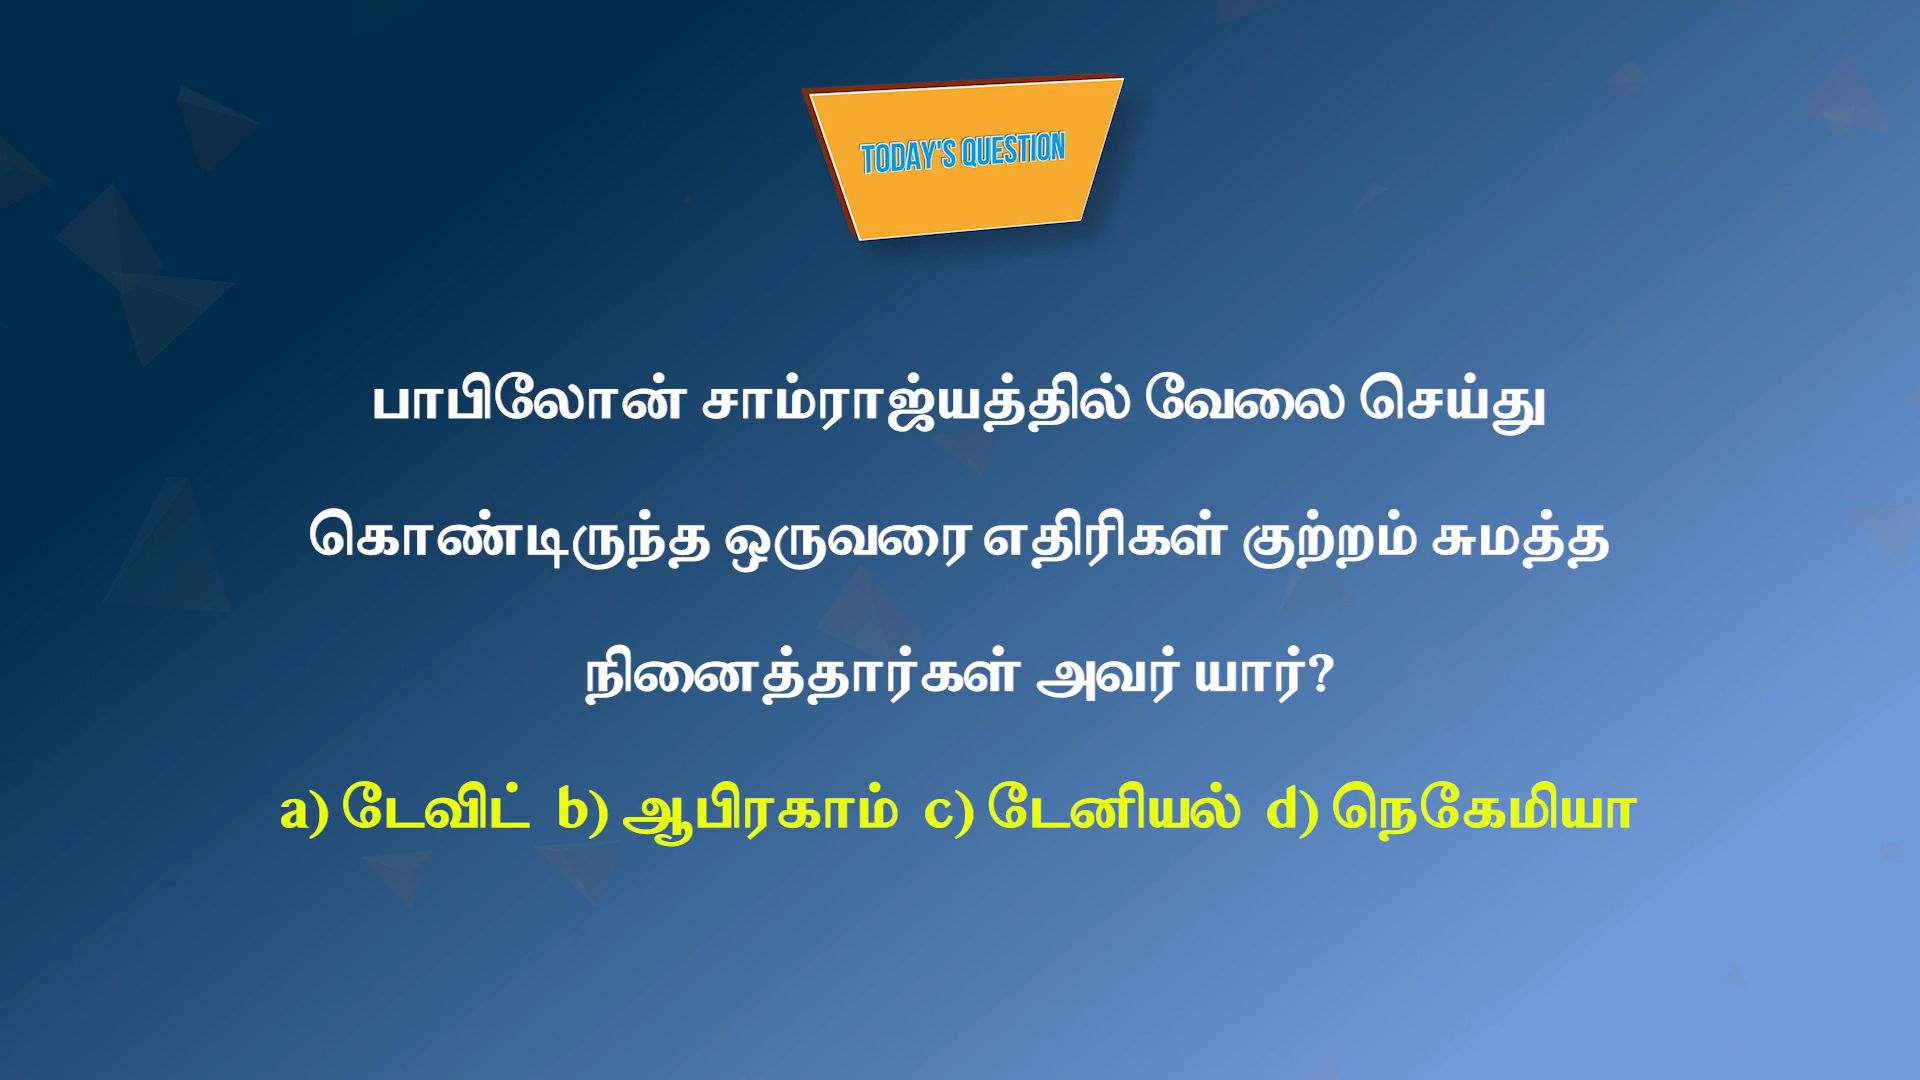 TODAY'S QUESTION
பாபிலோன் சாம்ராஜ்யத்தில் வேலை செய்து
கொண்டிருந்த ஒருவரை எதிரிகள் குற்றம் சுமத்த
நினைத்தார்கள் அவர் யார்?
a) டேவிட் b) ஆபிரகாம் c) டேனியல் d) நெகேமியா